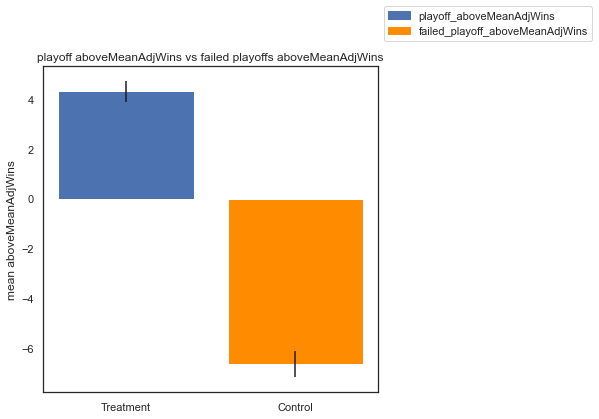 playoff_aboveMeanAdjWins
failed_playoff_aboveMeanAdjWins
playoff aboveMeanAdjWins vs failed playoffs aboveMeanAdjWins
mean aboveMeanAdjWins
4
2
0
−2
−4
−6
Treatment
Control